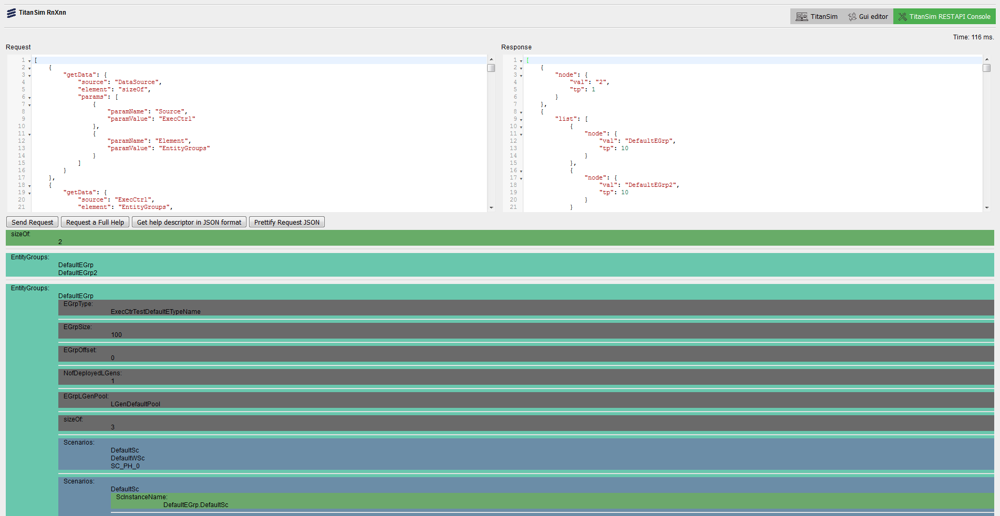 TitanSim RnXnn
TitanSim Gui editor TitanSim RESTAPI Console
Time: 116 ms.
Request
1 [
2 {
3 "getData": {
4 "source": "DataSource",
5 "element": "sizeOf",
6 "params": [
7 {
8 "paramName": "Source",
9 "paramValue": "ExecCtrl"
10 },
11 {
12 "paramName": "Element",
13 "paramValue": "EntityGroups"
14 }
15 ]
16 }
17 },
18 {
19 "getData": {
20 "source": "ExecCtrl",
21 "element": "EntityGroups",
Response
1 [
2 {
3 "node": {
4 "val": "2",
5 "tp": 1
6 }
7 },
8 {
9 "list": [
10 {
11 "node": {
12 "val": "DefaultEGrp",
13 "tp": 10
14 }
15 },
16 {
17 "node": {
18 "val": "DefaultEGrp2",
19 "tp": 10
20 }
21 }
Send Request Request a Full Help Get help descriptor in JSON format Prettify Request JSON
sizeOf:
2
EntityGroups:
DefaultEGrp
DefaultEGrp2
EntityGroups:
DefaultEGrp
EGrpType:
ExecCtrTestDefaultETypeName
EGrpSize:
100
EGrpOffset:
0
NofDeployedLGens:
1
EGrpLGenPool:
LGenDefaultPool
sizeOf:
3
Scenarios:
DefaultSc
DefaultWSc
SC_PH_0
Scenarios:
DefaultSc
ScInstanceName:
DefaultEGrp.DefaultSc